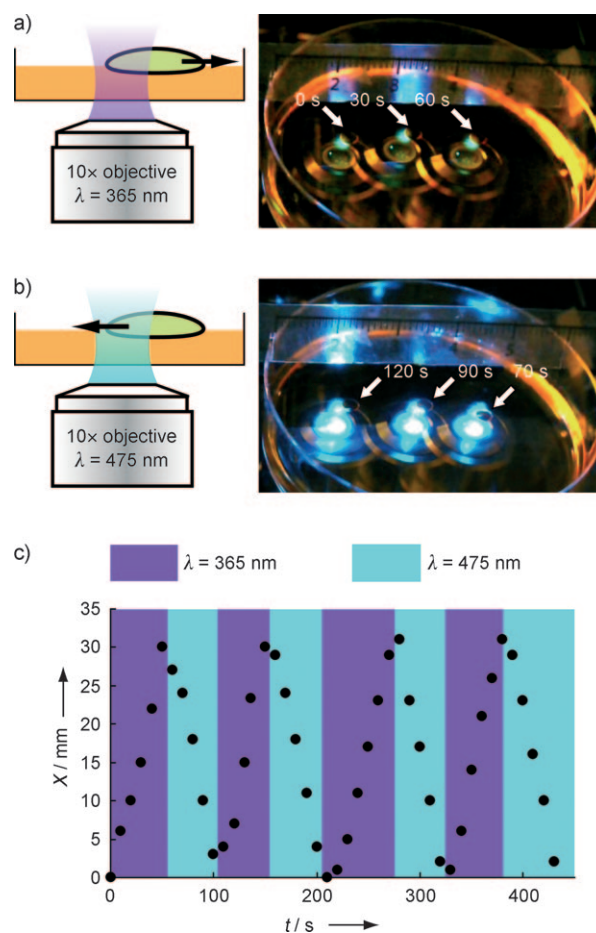 a)
10× objective
λ = 365 nm
0 s 30 s 60 s
2 3
b)
10× objective
λ = 475 nm
120 s 90 s 70 s
c)
λ = 365 nm λ = 475 nm
X / mm
35
30
25
20
15
10
5
0
0 100 200 300 400
t / s